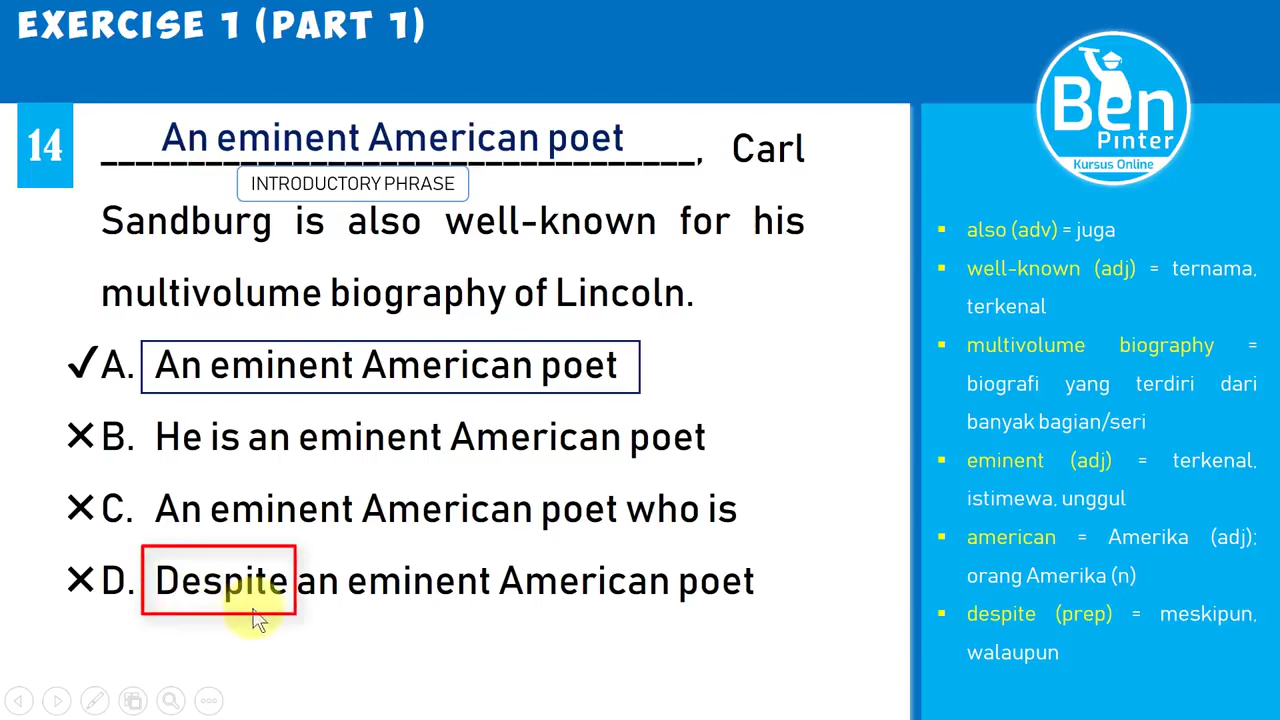 EXERCISE 1 (PART 1)
Ben
Pinter
Kursus Online
14
An eminent American poet, Carl
INTRODUCTORY PHRASE
Sandburg is also well-known for his
multivolume biography of Lincoln.
✓A. An eminent American poet
×B. He is an eminent American poet
×C. An eminent American poet who is
×D. Despite an eminent American poet
▪ also (adv) = juga
▪ well-known (adj) = ternama,
terkenal
▪ multivolume biography =
biografi yang terdiri dari
banyak bagian/seri
▪ eminent (adj) = terkenal,
istimewa, unggul
▪ american = Amerika (adj);
orang Amerika (n)
▪ despite (prep) = meskipun,
walaupun